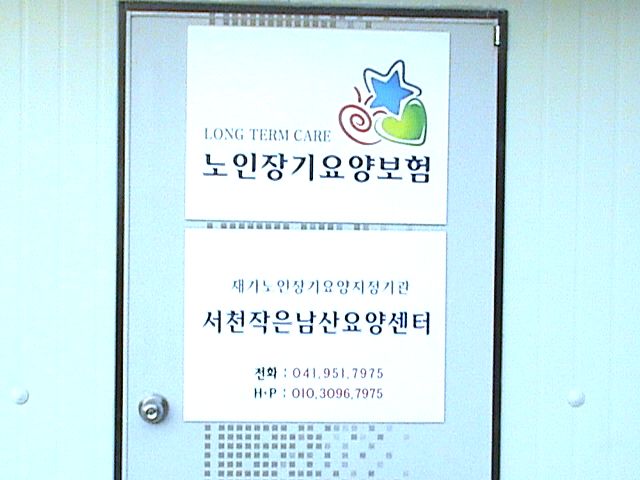 LONG TERM CARE
노인장기요양보험
재가노인장기요양지정기관
서천작은남산요양센터
전화 : 041.951.7975
H·P : 010.3096.7975